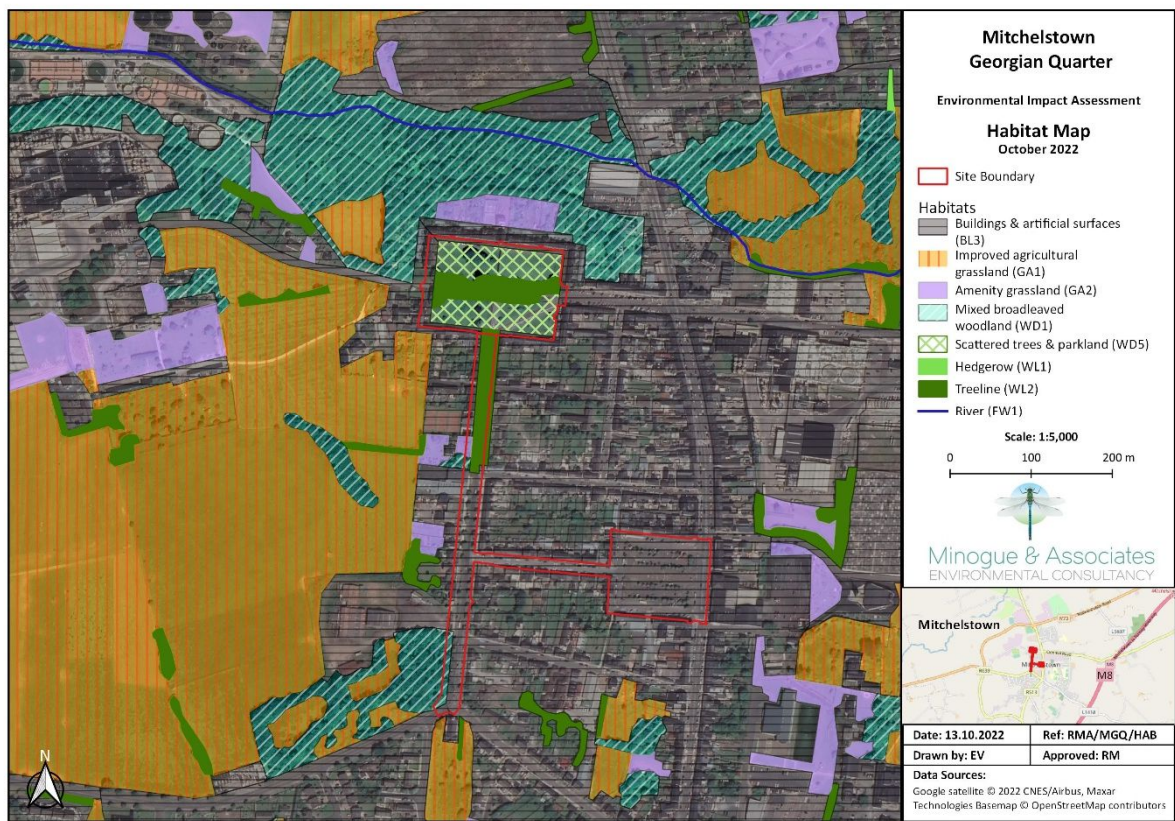 Mitchelstown
Georgian Quarter
Environmental Impact Assessment
Habitat Map
October 2022
Site Boundary
Habitats
Buildings & artificial surfaces
(BL3)
Improved agricultural
grassland (GA1)
Amenity grassland (GA2)
Mixed broadleaved
woodland (WD1)
Scattered trees & parkland (WD5)
Hedgerow (WL1)
Treeline (WL2)
River (FW1)
Scale: 1:5,000
0 100 200 m
Minogue & Associates
ENVIRONMENTAL CONSULTANCY
Mitchelstown
M8
Date: 13.10.2022 Ref: RMA/MGQ/HAB
Drawn by: EV Approved: RM
Data Sources:
Google satellite © 2022 CNES/Airbus, Maxar
Technologies Basemap © OpenStreetMap contributors
N